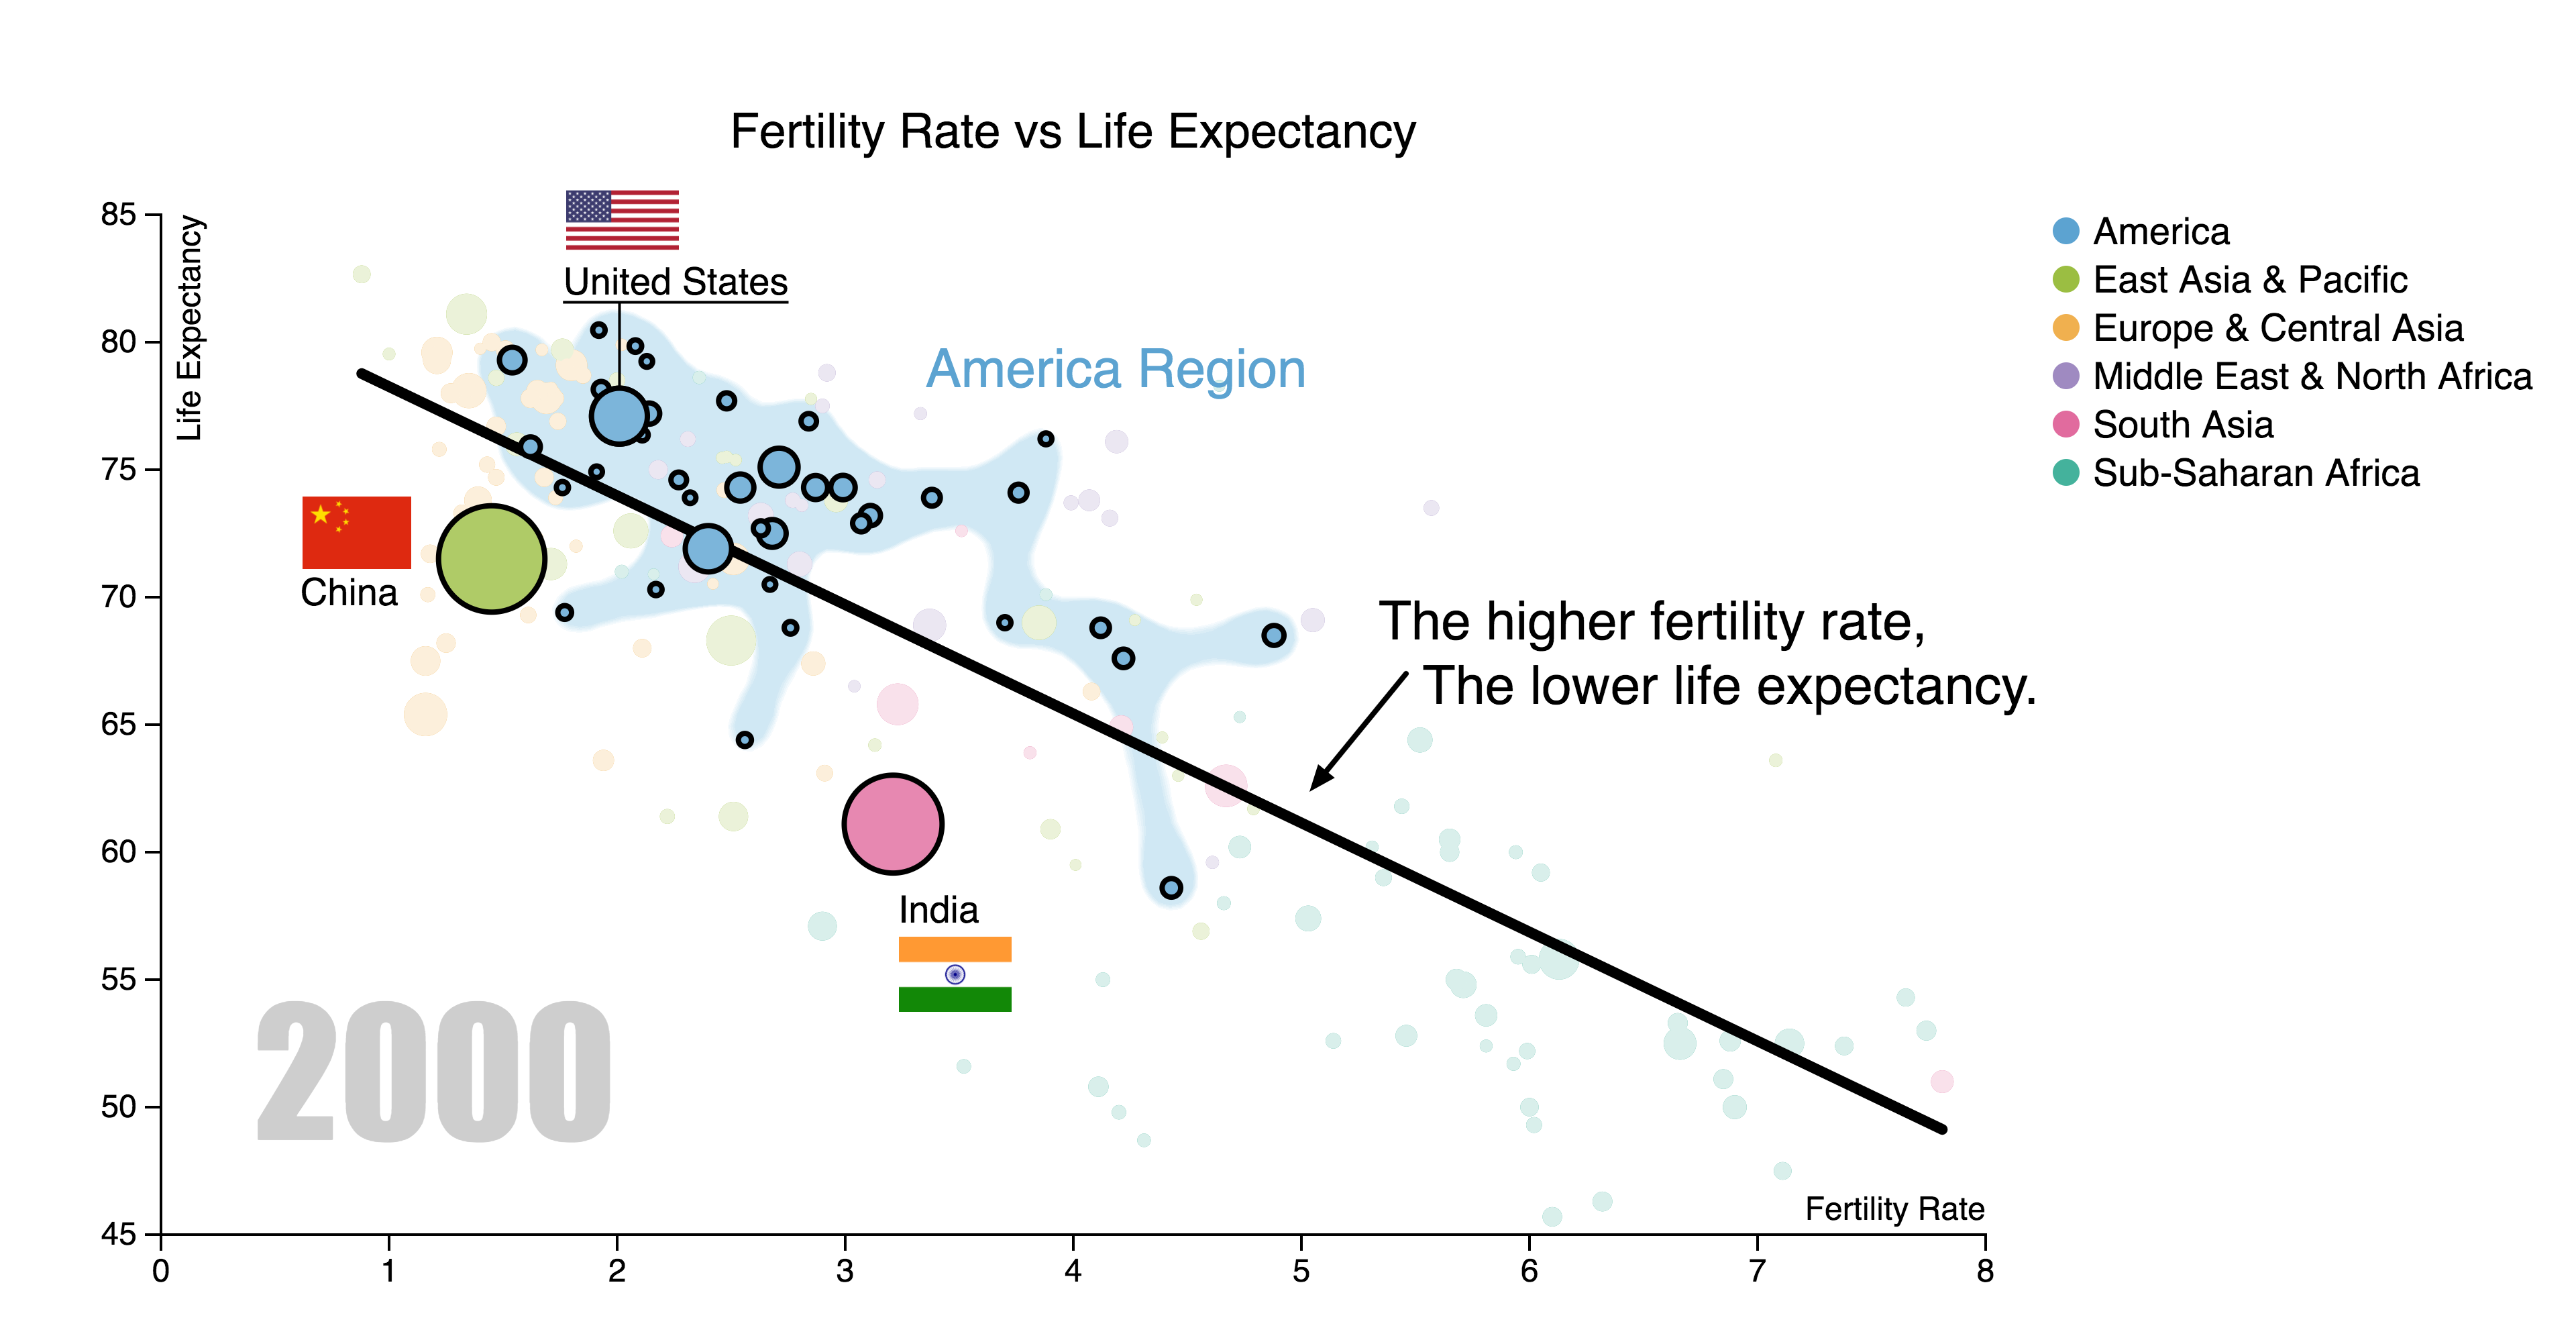 Fertility Rate vs Life Expectancy
85
80
75
70
65
60
55
50
45
Life Expectancy
United States
America Region
China
The higher fertility rate,
The lower life expectancy.
India
2000
Fertility Rate
0
1
2
3
4
5
6
7
8
America
East Asia & Pacific
Europe & Central Asia
Middle East & North Africa
South Asia
Sub-Saharan Africa